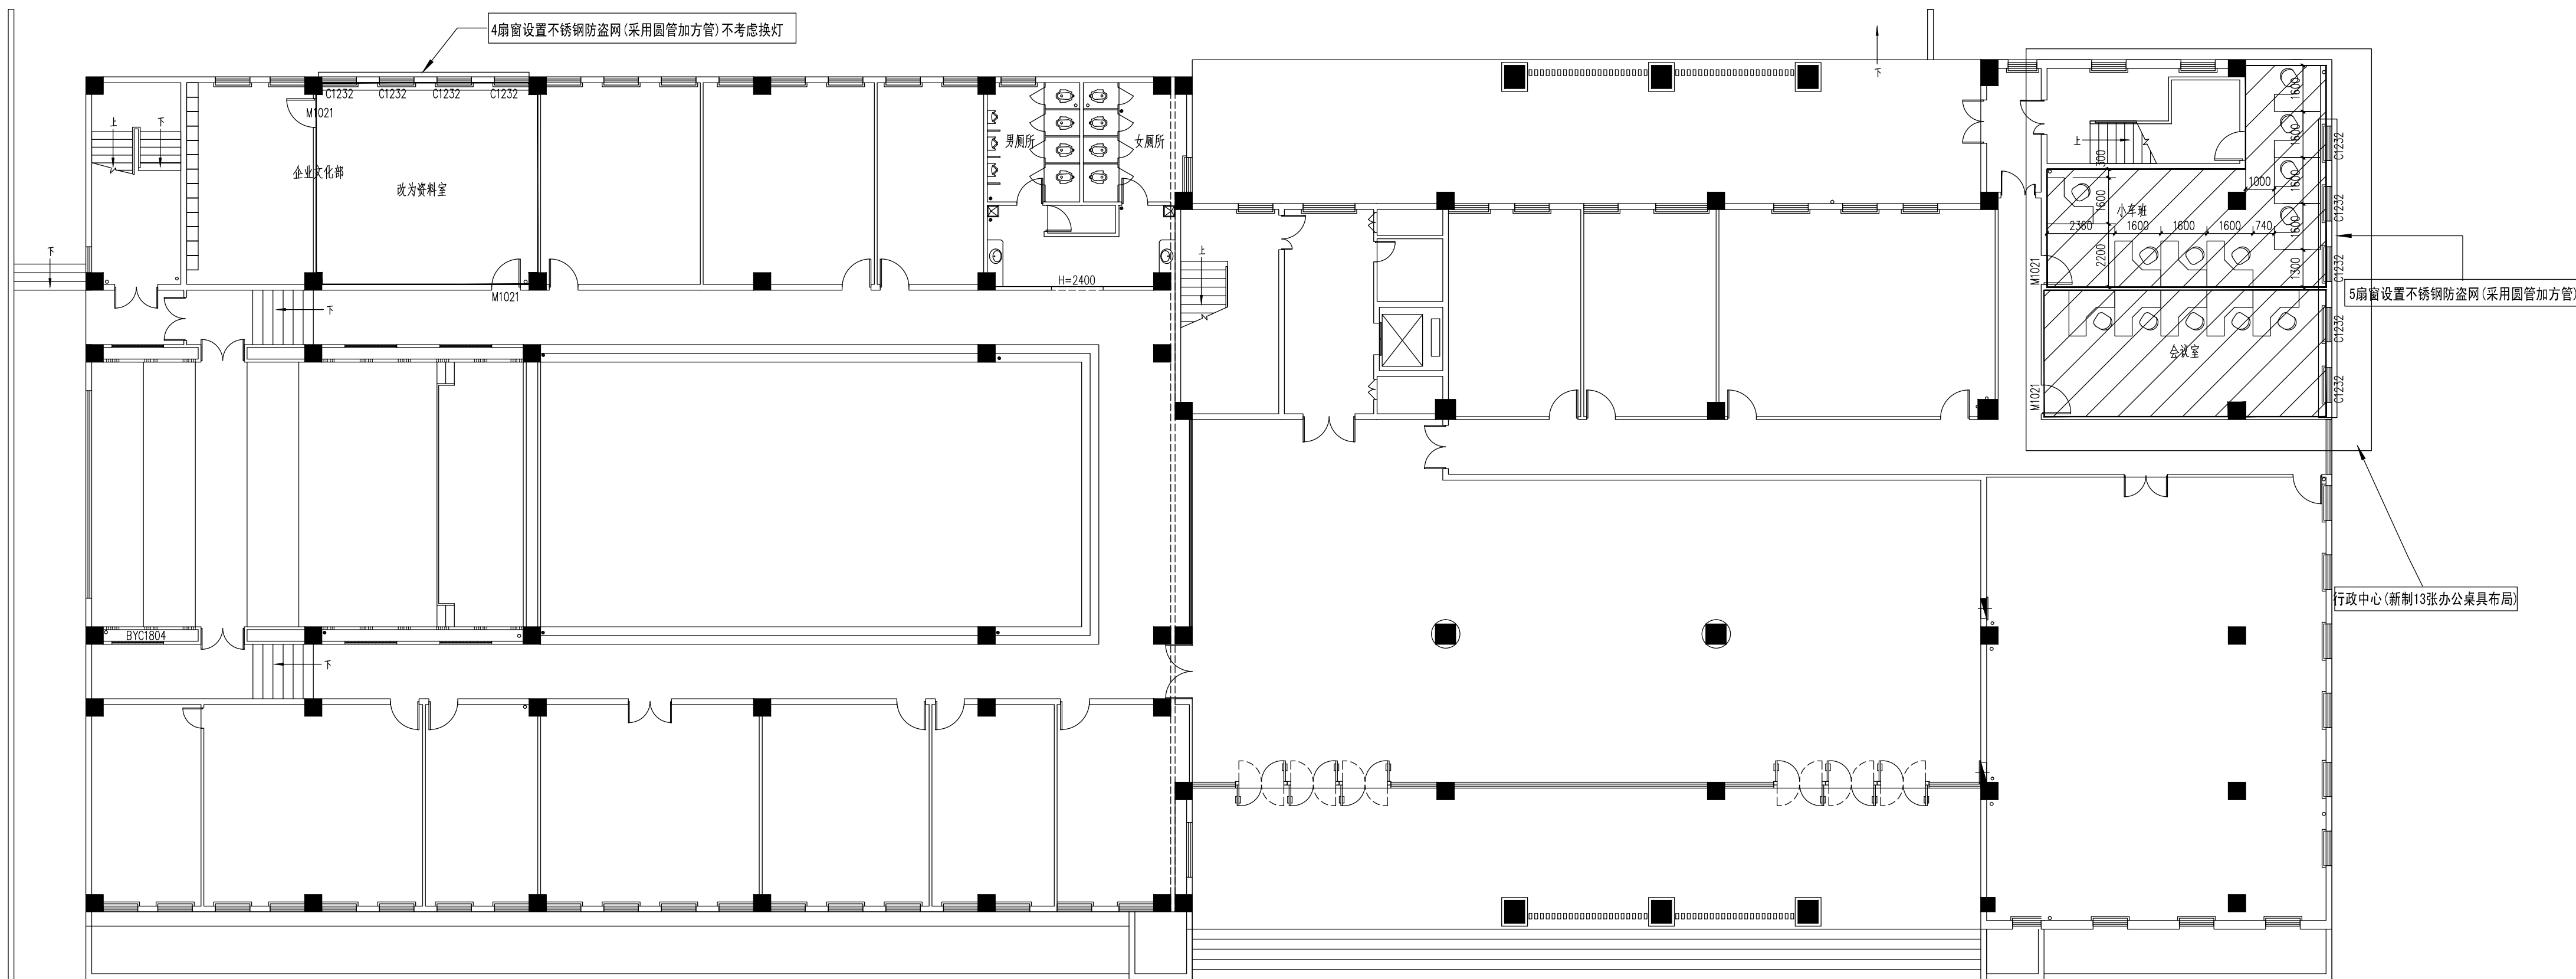 4扇窗设置不锈钢防盗网(采用圆管加方管)不考虑换灯
下
C1232
C1232
C1232
C1232
M1021
上
下
男厕所
女厕所
企业文化部
改为资料室
下
H=2400
M1021
下
上
上
1600
1600
1600
1600
1300
300
1000
1600
小车班
2360
1600
1600
1600
740
2200
M1021
C1232
C1232
C1232
C1232
C1232
5扇窗设置不锈钢防盗网(采用圆管加方管)
会议室
M1021
行政中心(新制13张办公桌具布局)
BYC1804
下